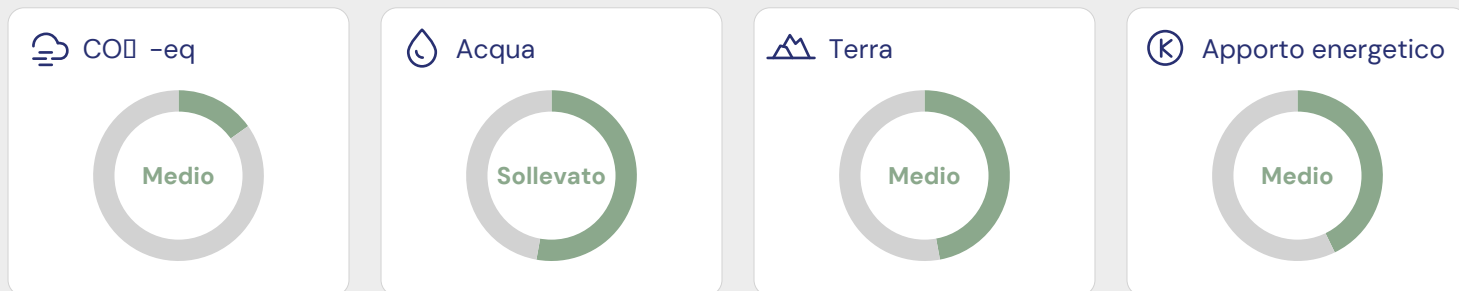 CO▯ -eq
Acqua
Terra
Apporto energetico
Medio
Sollevato
Medio
Medio